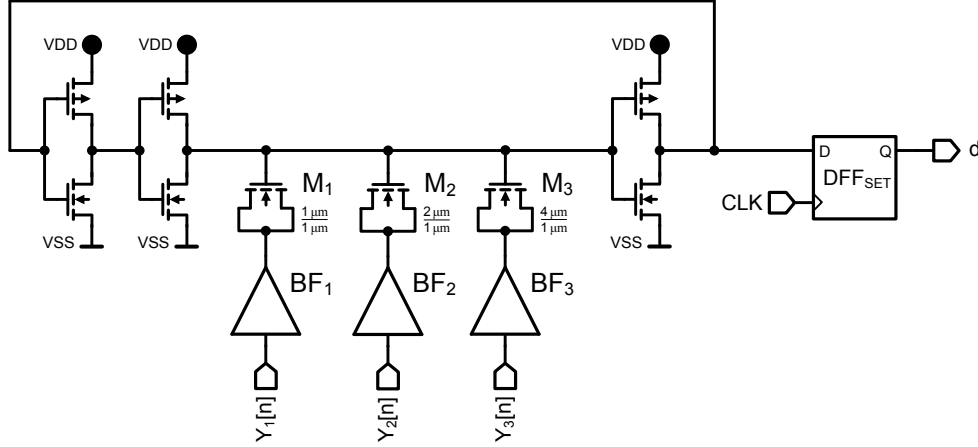 VDD
VDD
VDD
VSS
VSS
VSS
M1
1 μm
1 μm
M2
2 μm
1 μm
M3
4 μm
1 μm
BF1
BF2
BF3
Y1[n]
Y2[n]
Y3[n]
D
Q
DFFSET
CLK
d